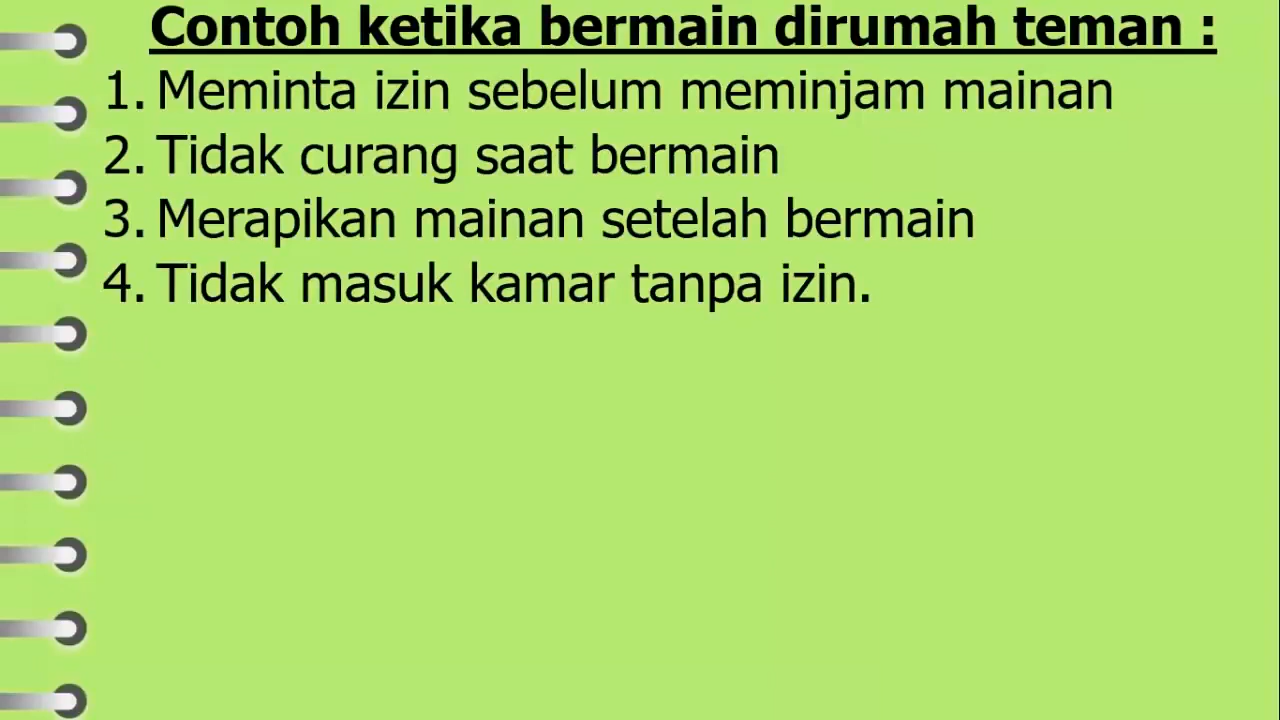 Contoh ketika bermain dirumah teman :
1. Meminta izin sebelum meminjam mainan
2. Tidak curang saat bermain
3. Merapikan mainan setelah bermain
4. Tidak masuk kamar tanpa izin.